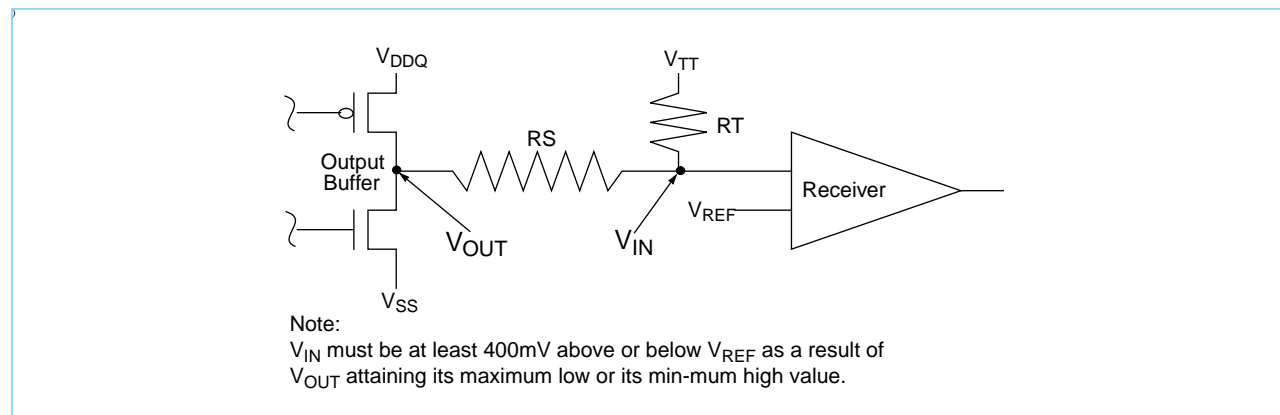 VDDQ
VTT
RS
RT
Output
Buffer
Receiver
VREF
VOUT
VIN
VSS
Note:
VIN must be at least 400mV above or below VREF as a result of
VOUT attaining its maximum low or its min-mum high value.